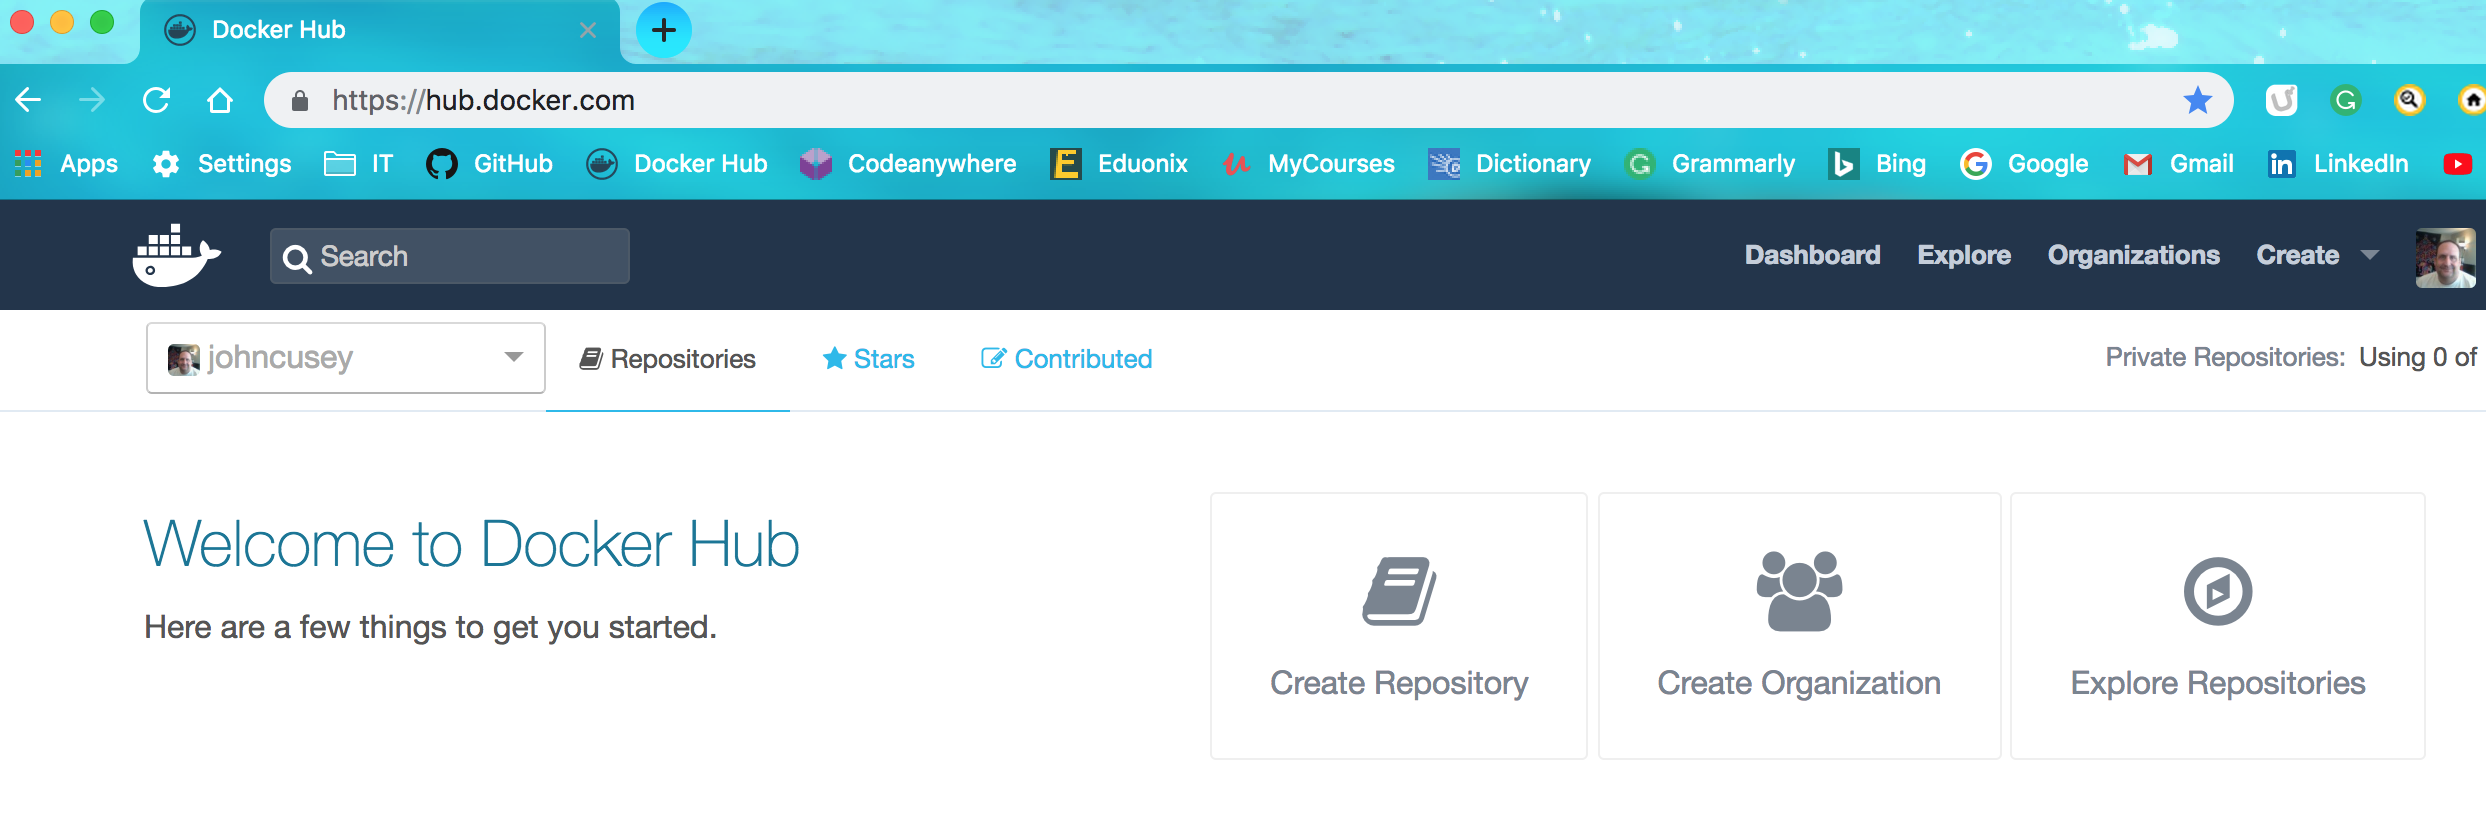 Docker Hub
https://hub.docker.com
Apps Settings IT GitHub Docker Hub Codeanywhere Eduonix MyCourses Dictionary Grammarly Bing Google Gmail LinkedIn
Search Dashboard Explore Organizations Create
johncusey Repositories Stars Contributed Private Repositories: Using 0 of
Welcome to Docker Hub
Here are a few things to get you started.
Create Repository Create Organization Explore Repositories